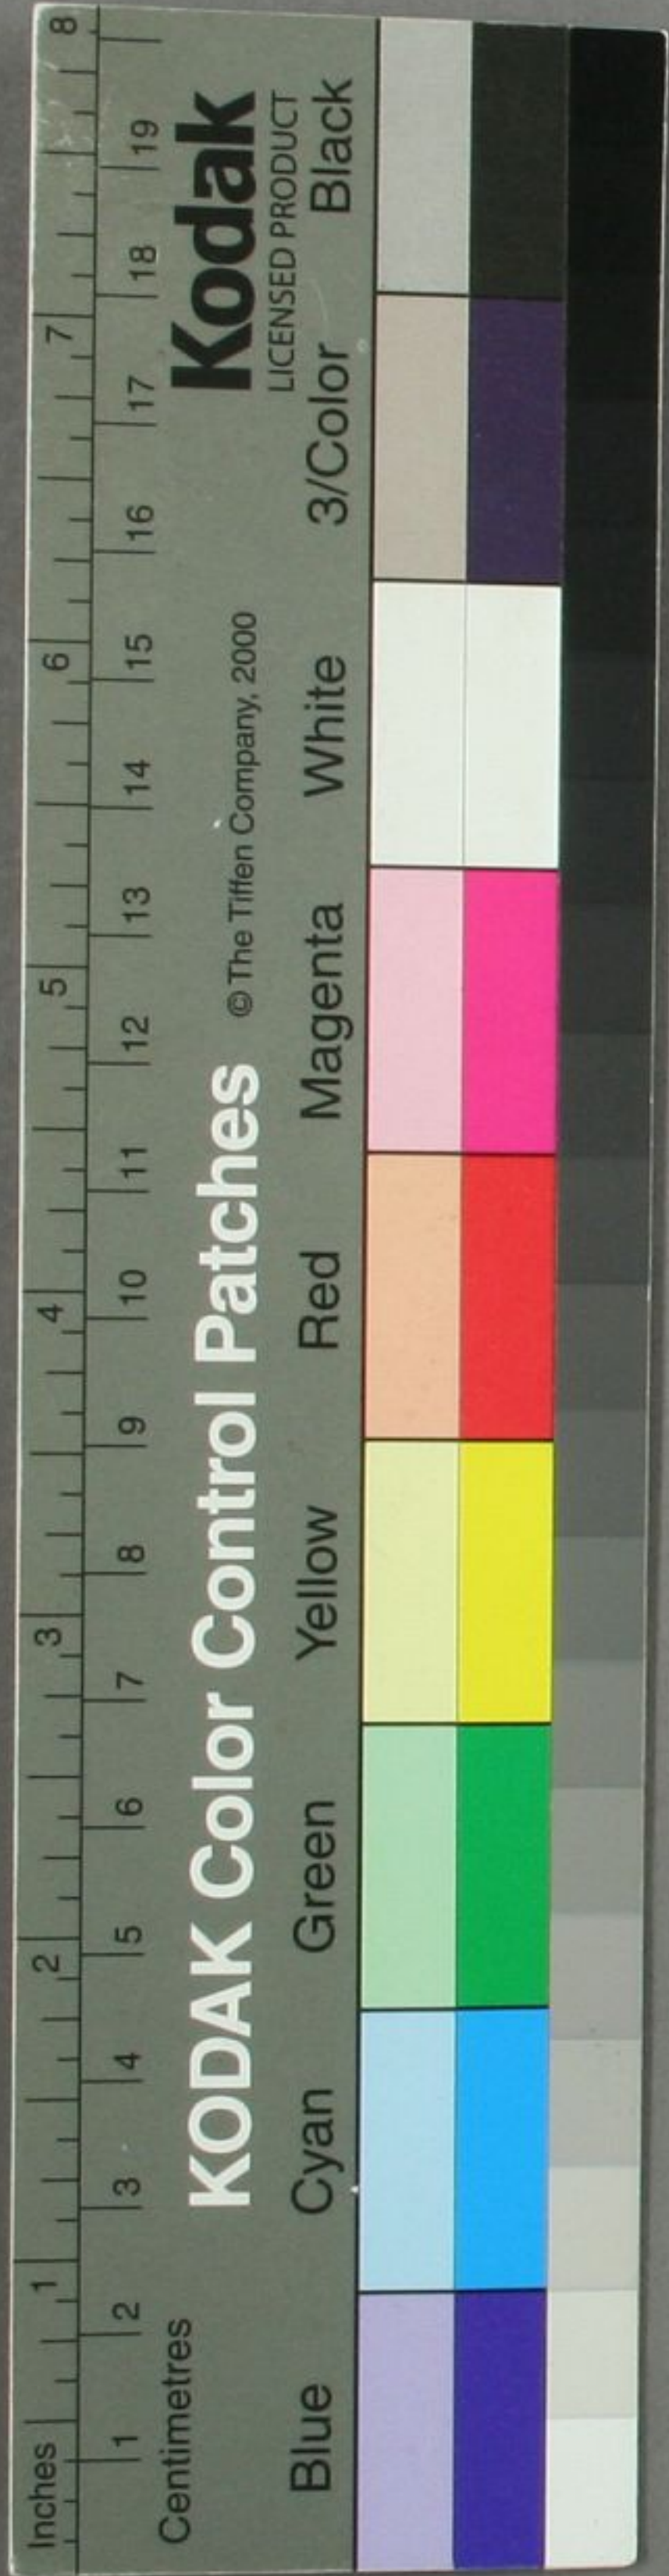 Inches 1 2 3 4 5 6 7 8
Centimetres 1 2 3 4 5 6 7 8 9 10 11 12 13 14 15 16 17 18 19
KODAK Color Control Patches © The Tiffen Company, 2000 Kodak
LICENSED PRODUCT
Blue Cyan Green Yellow Red Magenta White 3/Color Black